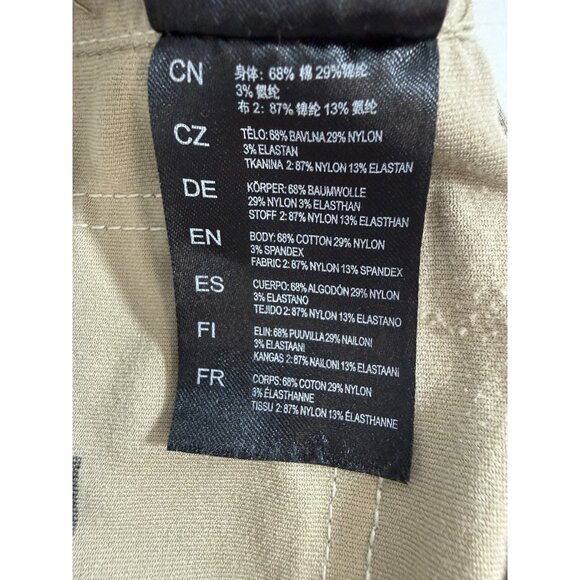 CN 身体: 68% 棉 29%锦纶
3% 氨纶
布 2: 87% 锦纶 13% 氨纶
CZ TĚLO: 68% BAVLNA 29% NYLON
3% ELASTAN
TKANINA 2: 87% NYLON 13% ELASTAN
DE KÖRPER: 68% BAUMWOLLE
29% NYLON 3% ELASTHAN
STOFF 2: 87% NYLON 13% ELASTHAN
EN BODY: 68% COTTON 29% NYLON
3% SPANDEX
FABRIC 2: 87% NYLON 13% SPANDEX
ES CUERPO: 68% ALGODÓN 29% NYLON
3% ELASTANO
TEJIDO 2: 87% NYLON 13% ELASTANO
FI ELIN: 68% PUUVILLA 29% NAILONI
3% ELASTAANI
KANGAS 2: 87% NAILONI 13% ELASTAANI
FR CORPS: 68% COTON 29% NYLON
3% ÉLASTHANNE
TISSU 2: 87% NYLON 13% ÉLASTHANNE